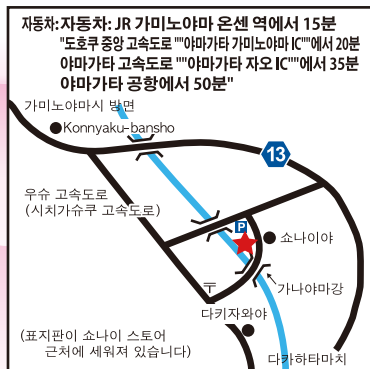 자동차: 자동차: JR 가미노야마 온센 역에서 15분
"도호쿠 중앙 고속도로 ""야마가타 가미노야마 IC""에서 20분
야마가타 고속도로 ""야마가타 자오 IC""에서 35분
야마가타 공항에서 50분"
가미노야마시 방면
Konnyaku-bansho
13
우슈 고속도로
(시치가슈쿠 고속도로)
P
쇼나이야
〒
가나야마강
다키자와야
(표지판이 쇼나이 스토어
근처에 세워져 있습니다)
다카하타마치